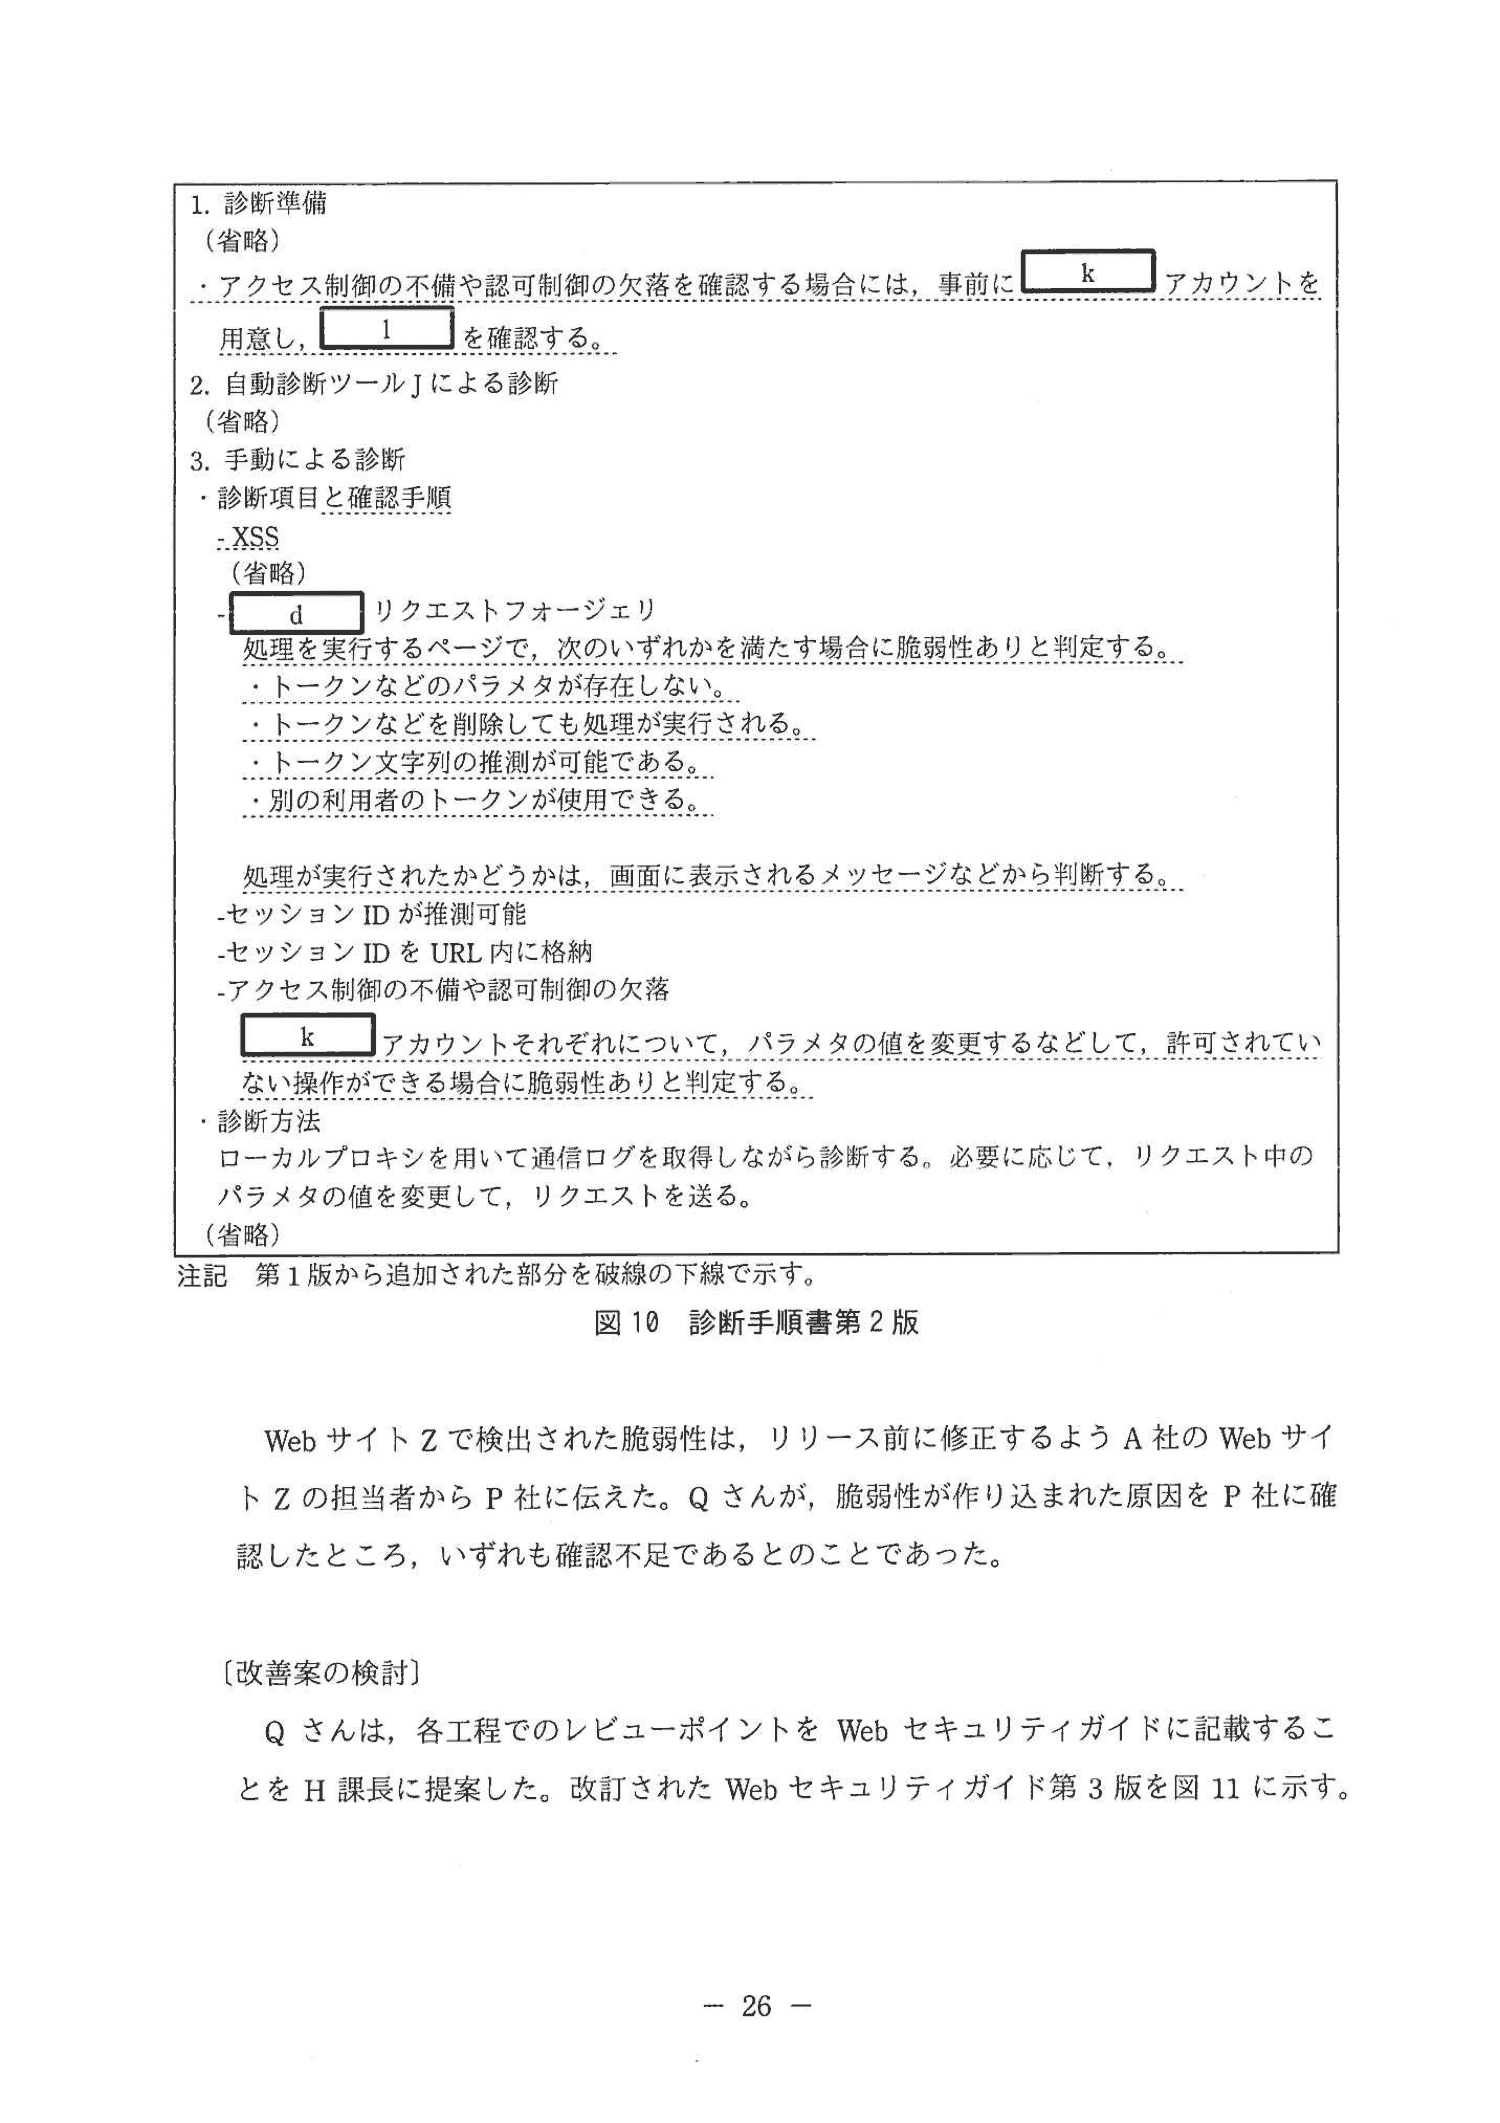 1. 診断準備
（省略）
・アクセス制御の不備や認可制御の欠落を確認する場合には，事前に k アカウントを
用意し， l を確認する。
2. 自動診断ツール J による診断
（省略）
3. 手動による診断
・診断項目と確認手順
- XSS
（省略）
- d リクエストフォージェリ
処理を実行するページで，次のいずれかを満たす場合に脆弱性ありと判定する。
・トークンなどのパラメタが存在しない。
・トークンなどを削除しても処理が実行される。
・トークン文字列の推測が可能である。
・別の利用者のトークンが使用できる。
処理が実行されたかどうかは，画面に表示されるメッセージなどから判断する。
-セッション ID が推測可能
-セッション ID を URL 内に格納
-アクセス制御の不備や認可制御の欠落
k アカウントそれぞれについて，パラメタの値を変更するなどして，許可されてい
ない操作ができる場合に脆弱性ありと判定する。
・診断方法
ローカルプロキシを用いて通信ログを取得しながら診断する。必要に応じて，リクエスト中の
パラメタの値を変更して，リクエストを送る。
（省略）
注記　第 1 版から追加された部分を破線の下線で示す。
図 10　診断手順書第 2 版
Web サイト Z で検出された脆弱性は，リリース前に修正するよう A 社の Web サイ
ト Z の担当者から P 社に伝えた。Q さんが，脆弱性が作り込まれた原因を P 社に確
認したところ，いずれも確認不足であるとのことであった。
〔改善案の検討〕
Q さんは，各工程でのレビューポイントを Web セキュリティガイドに記載するこ
とを H 課長に提案した。改訂された Web セキュリティガイド第 3 版を図 11 に示す。
― 26 ―